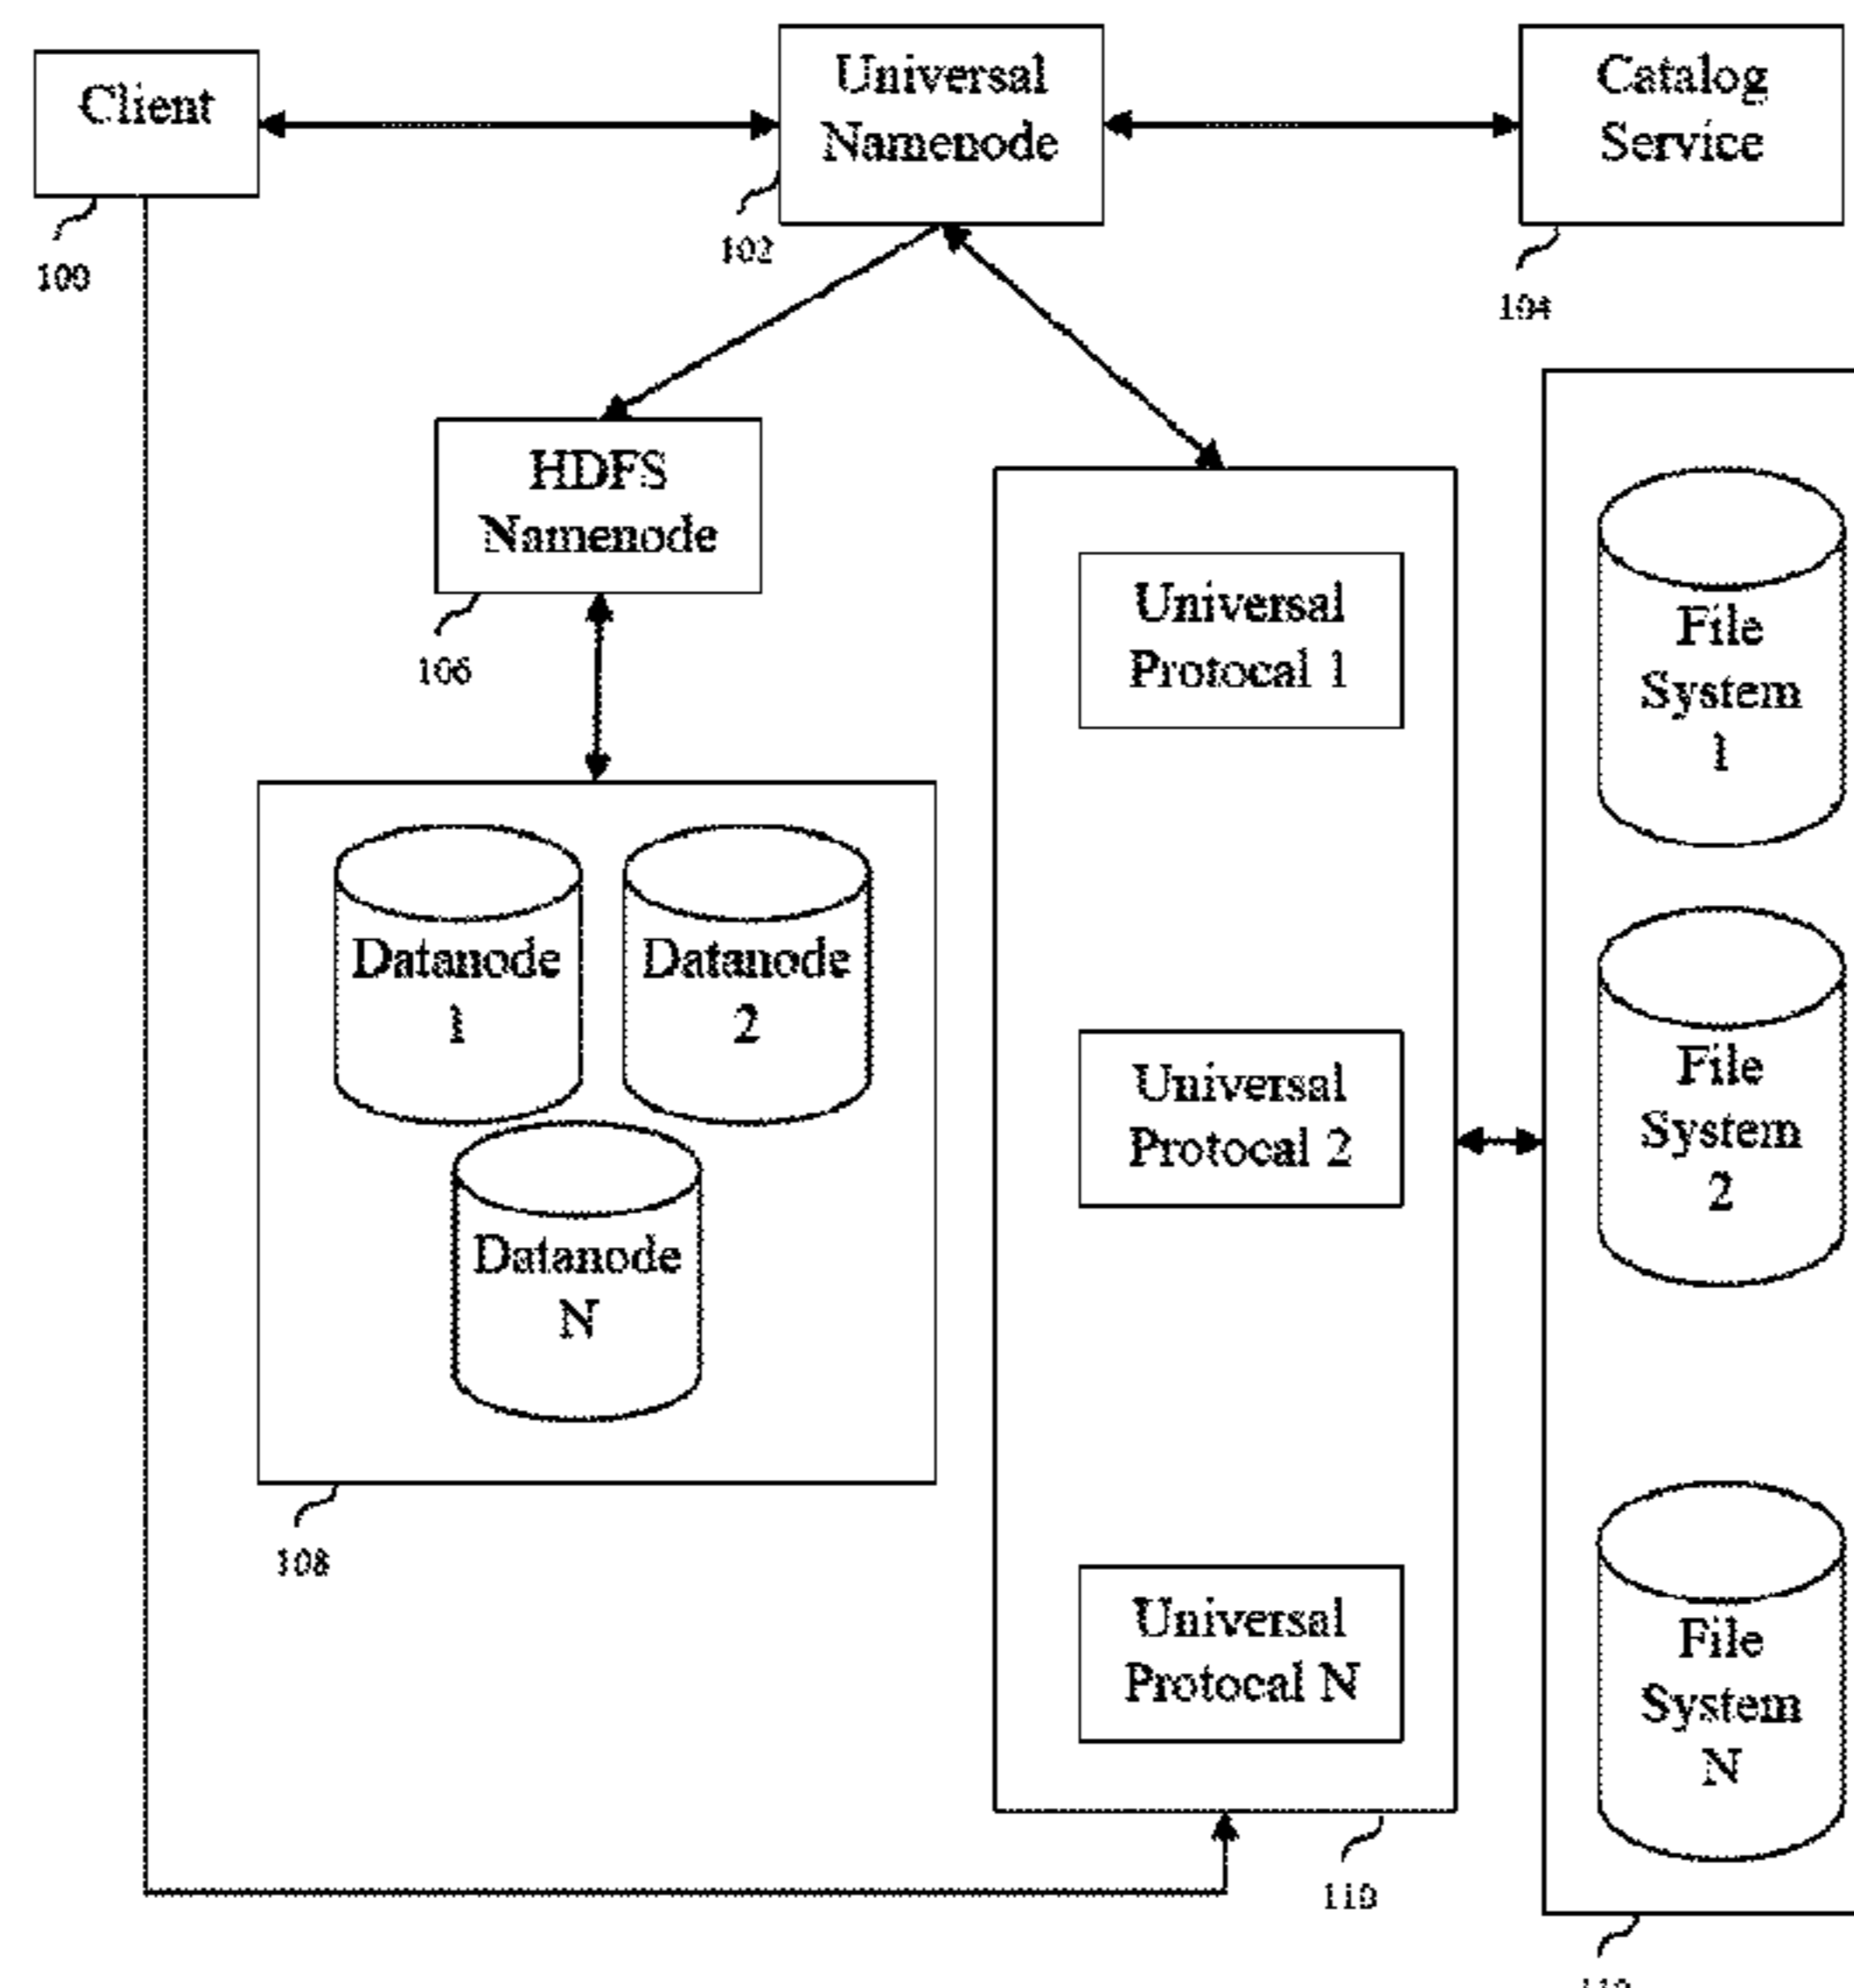 Client
100
Universal
Namenode
102
Catalog
Service
104
HDFS
Namenode
106
Datanode
1
Datanode
2
Datanode
N
108
Universal
Protocal 1
Universal
Protocal 2
Universal
Protocal N
110
File
System
1
File
System
2
File
System
N